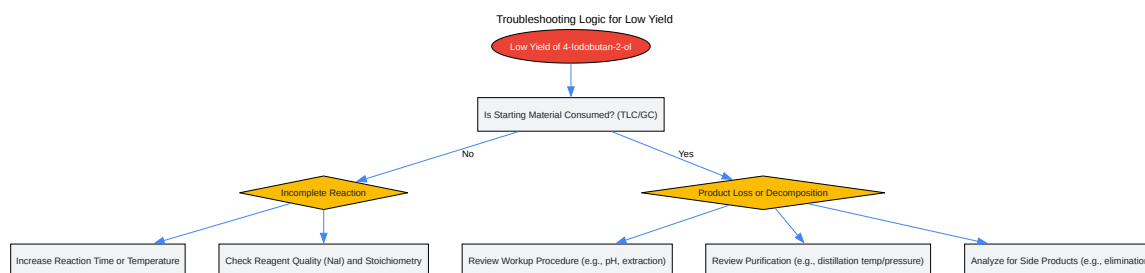 Troubleshooting Logic for Low Yield
Low Yield of 4-Iodobutan-2-ol
Is Starting Material Consumed? (TLC/GC)
No
Yes
Incomplete Reaction
Product Loss or Decomposition
Increase Reaction Time or Temperature
Check Reagent Quality (NaI) and Stoichiometry
Review Workup Procedure (e.g., pH, extraction)
Review Purification (e.g., distillation temp/pressure)
Analyze for Side Products (e.g., elimination